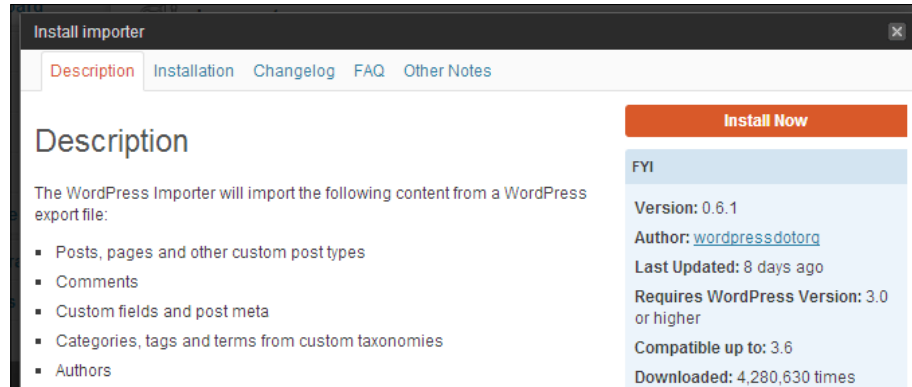 Install importer
Description Installation Changelog FAQ Other Notes
Description
The WordPress Importer will import the following content from a WordPress
export file:
Posts, pages and other custom post types
Comments
Custom fields and post meta
Categories, tags and terms from custom taxonomies
Authors
Install Now
FYI
Version: 0.6.1
Author: wordpressdotorg
Last Updated: 8 days ago
Requires WordPress Version: 3.0
or higher
Compatible up to: 3.6
Downloaded: 4,280,630 times